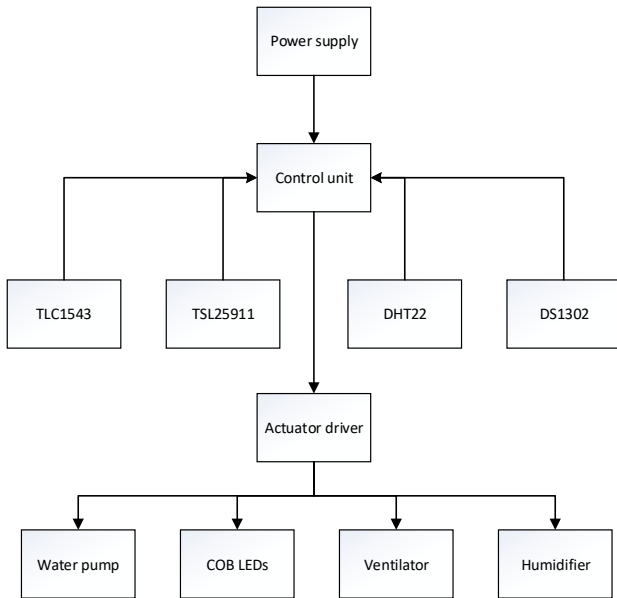 Power supply
Control unit
TLC1543
TSL25911
DHT22
DS1302
Actuator driver
Water pump
COB LEDs
Ventilator
Humidifier